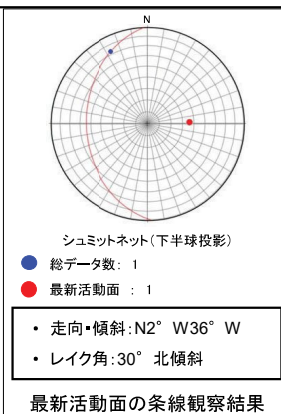 N
シュミットネット(下半球投影)
総データ数: 1
最新活動面 : 1
・ 走向・傾斜:N2° W36° W
・ レイク角:30° 北傾斜
最新活動面の条線観察結果